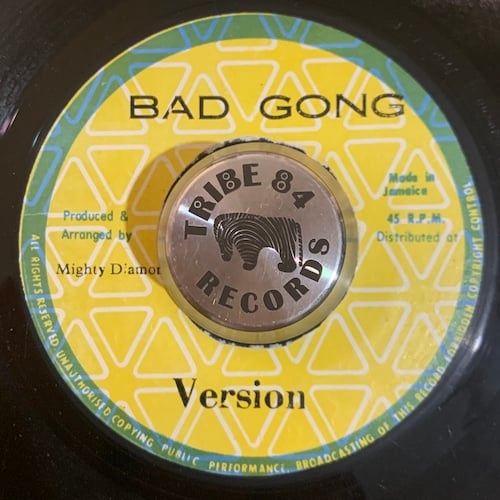 BAD GONG
TRIBE 84
RECORDS
Made in
Jamaica
Produced &
Arranged by
45 R.P.M.
Distributed at
Mighty D'amor
Version
ALL RIGHTS RESERVED UNAUTHORISED COPYING PUBLIC PERFORMANCE. BROADCASTING OF THIS RECORD FORBIDDEN COPYRIGHT CONTROL